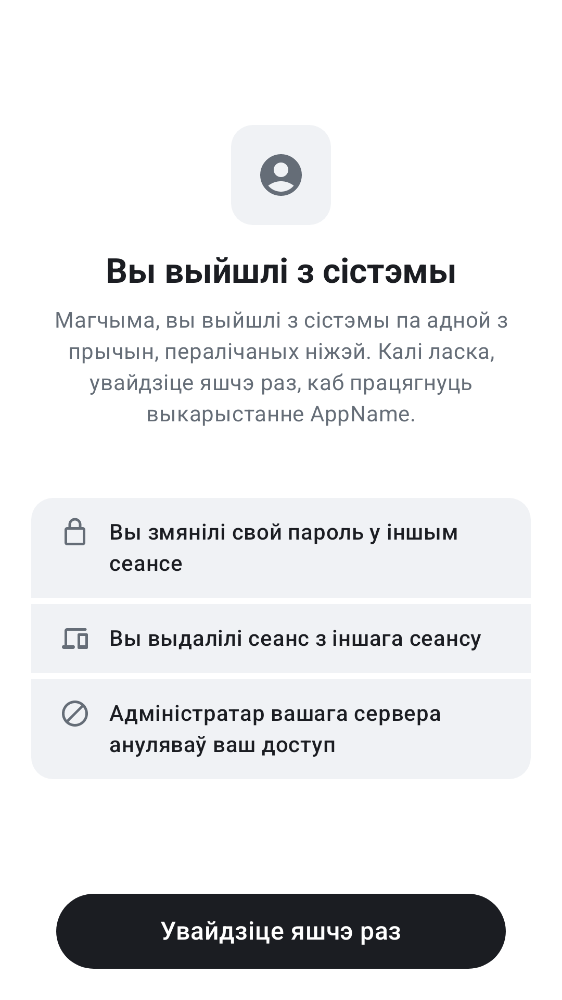 Вы выйшлі з сістэмы
Магчыма, вы выйшлі з сістэмы па адной з
прычын, пералічаных ніжэй. Калі ласка,
увайдзіце яшчэ раз, каб працягнуць
выкарыстанне AppName.
Вы змянілі свой пароль у іншым
сеансе
Вы выдалілі сеанс з іншага сеансу
Адміністратар вашага сервера
ануляваў ваш доступ
Увайдзіце яшчэ раз